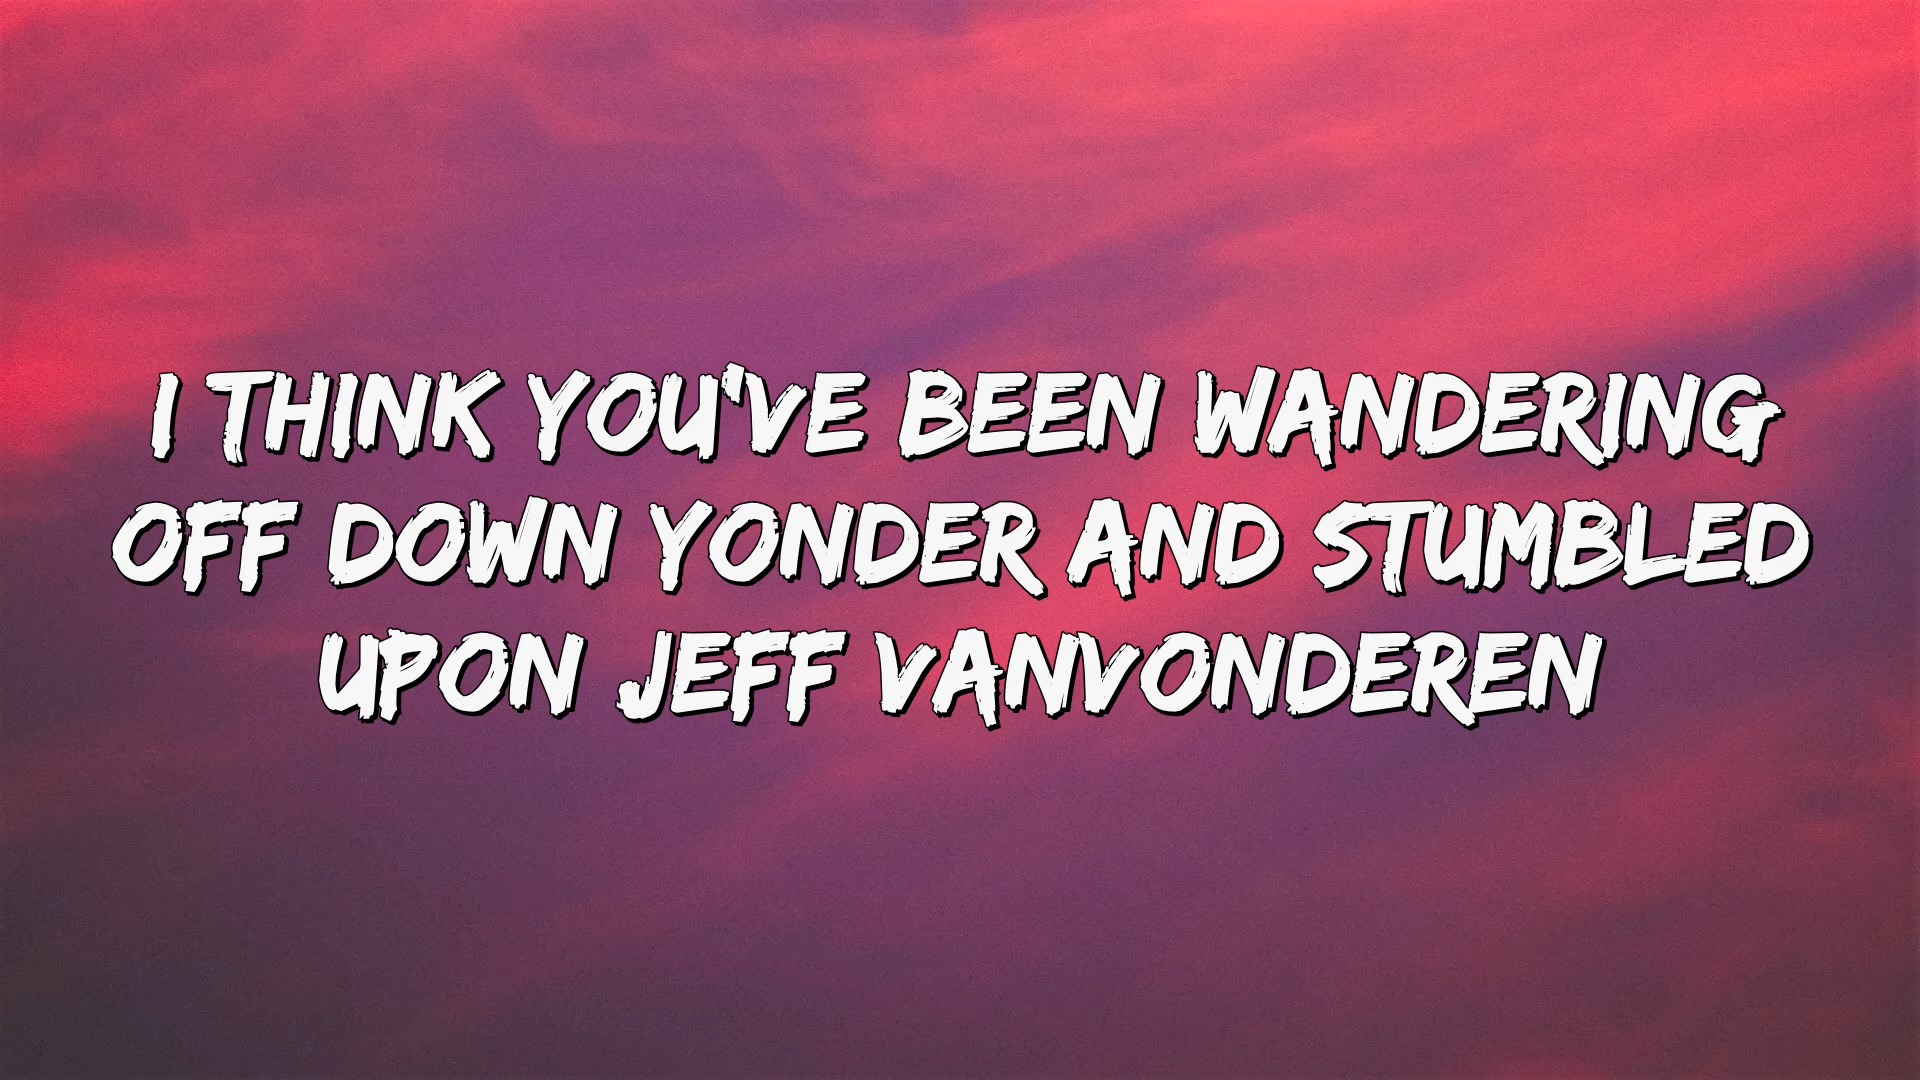 I THINK YOU'VE BEEN WANDERING
OFF DOWN YONDER AND STUMBLED
UPON JEFF VANVONDEREN